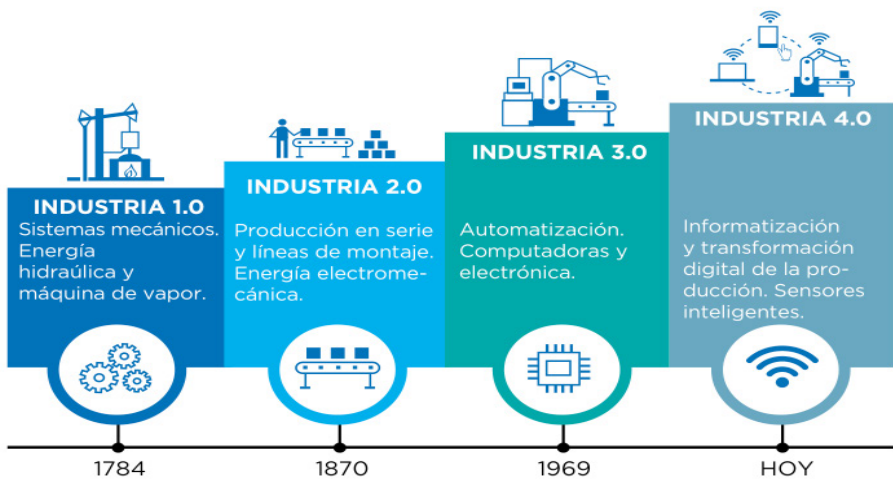 INDUSTRIA 1.0
Sistemas mecánicos.
Energía
hidráulica y
máquina de vapor.
INDUSTRIA 2.0
Producción en serie
y líneas de montaje.
Energía electrome-
cánica.
INDUSTRIA 3.0
Automatización.
Computadoras y
electrónica.
INDUSTRIA 4.0
Informatización
y transformación
digital de la pro-
ducción. Sensores
inteligentes.
1784
1870
1969
HOY